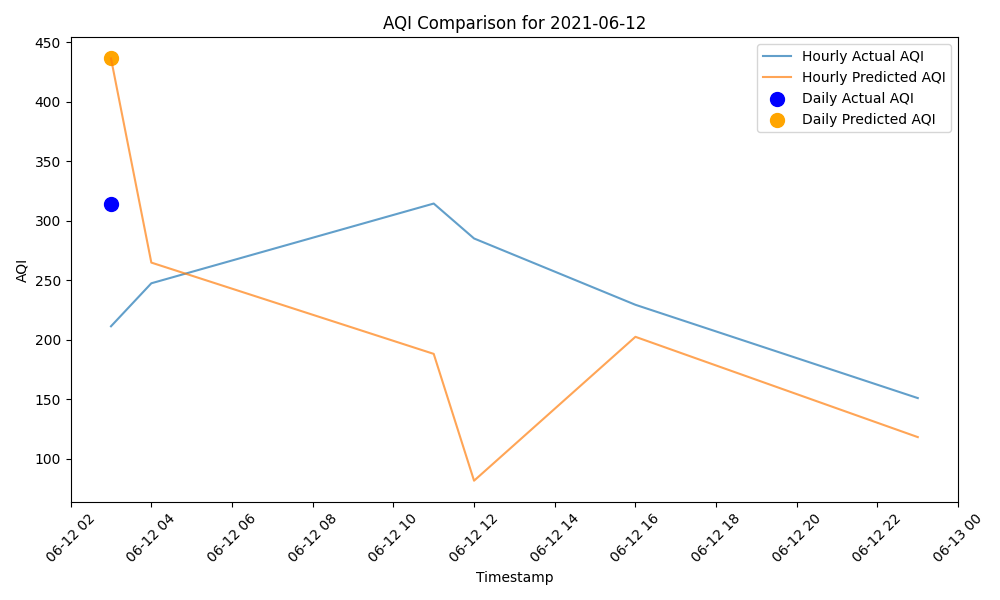 AQI Comparison for 2021-06-12
Hourly Actual AQI
Hourly Predicted AQI
Daily Actual AQI
Daily Predicted AQI
AQI
450
400
350
300
250
200
150
100
06-12 02
06-12 04
06-12 06
06-12 08
06-12 10
06-12 12
06-12 14
06-12 16
06-12 18
06-12 20
06-12 22
06-13 00
Timestamp